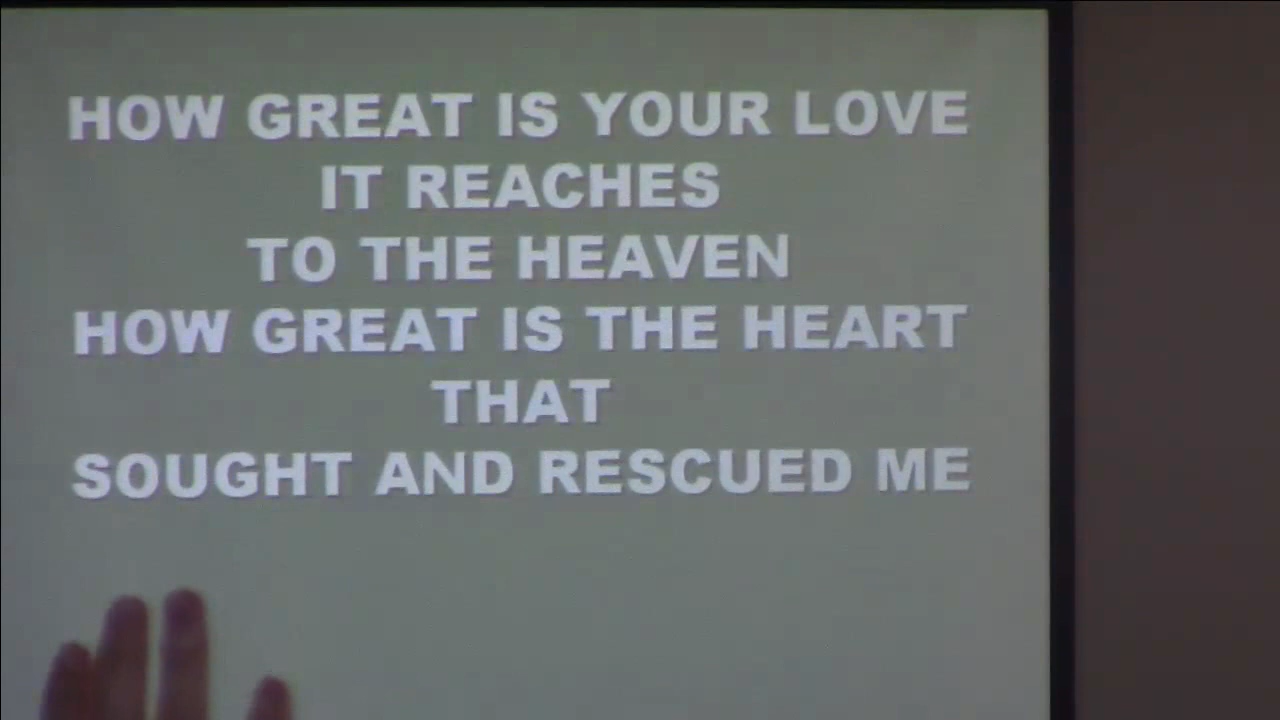 HOW GREAT IS YOUR LOVE
IT REACHES
TO THE HEAVEN
HOW GREAT IS THE HEART
THAT
SOUGHT AND RESCUED ME